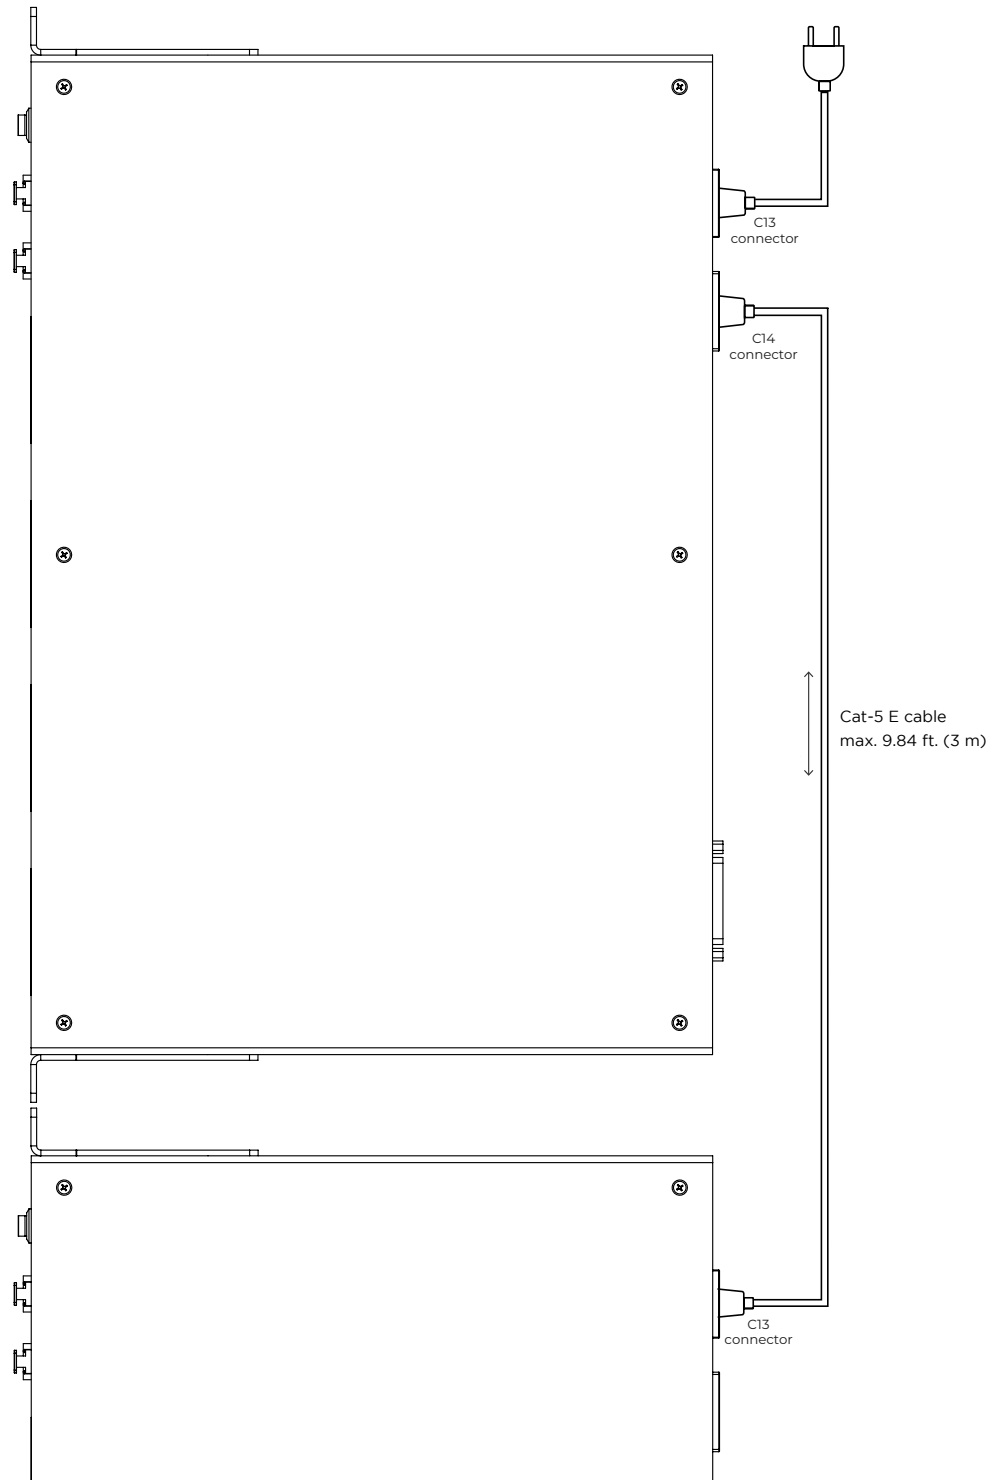 C13
connector
C14
connector
Cat-5 E cable
max. 9.84 ft. (3 m)
C13
connector